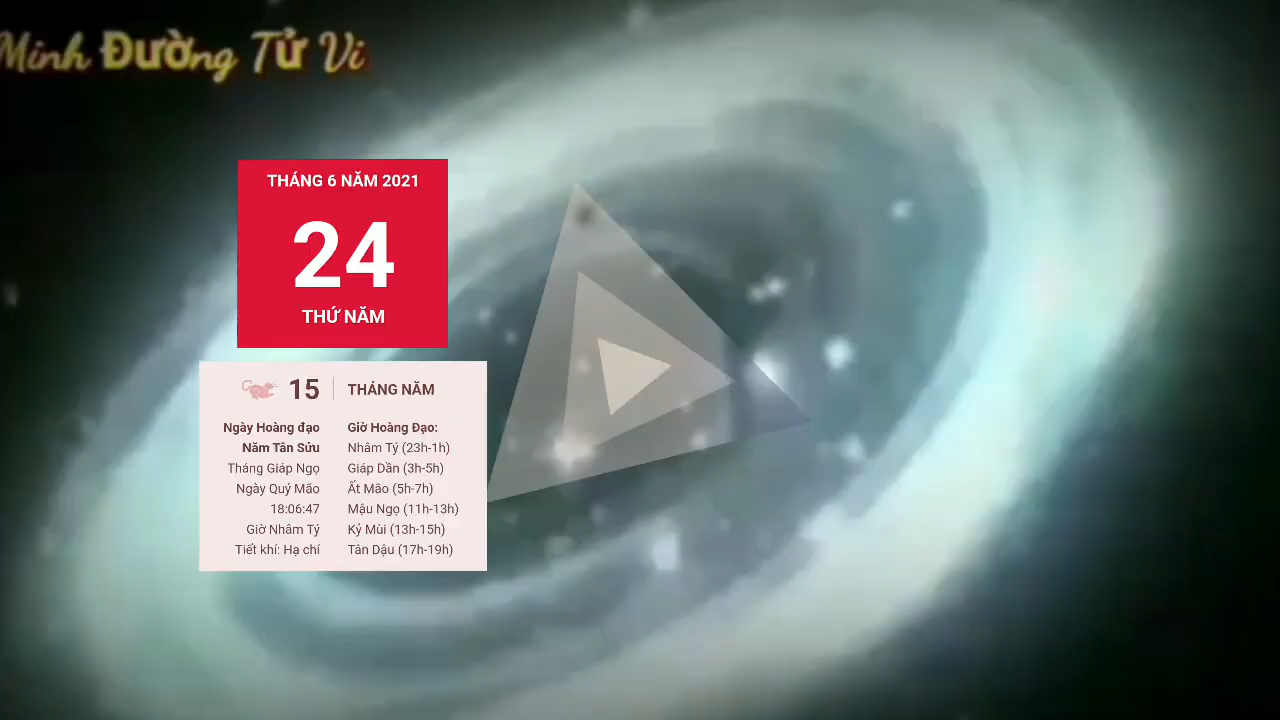 Minh Đường Tử Vi
THÁNG 6 NĂM 2021
24
THỨ NĂM
15 THÁNG NĂM
Ngày Hoàng đạo
Năm Tân Sửu
Tháng Giáp Ngọ
Ngày Quý Mão
18:06:47
Giờ Nhâm Tý
Tiết khí: Hạ chí
Giờ Hoàng Đạo:
Nhâm Tý (23h-1h)
Giáp Dần (3h-5h)
Ất Mão (5h-7h)
Mậu Ngọ (11h-13h)
Kỷ Mùi (13h-15h)
Tân Dậu (17h-19h)